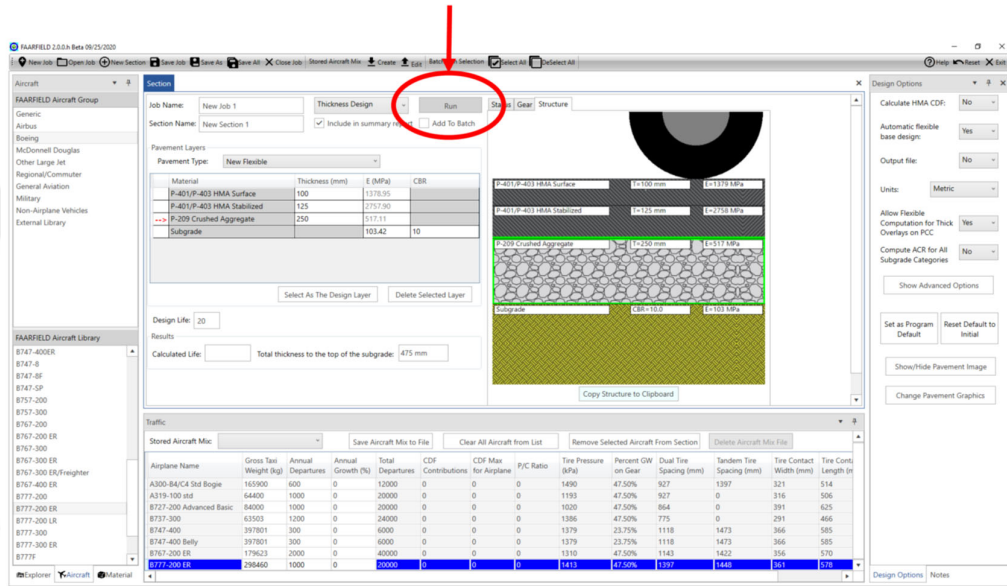 FAARFIELD 2.0.0.h Beta 09/25/2020
New Job Open Job New Section Save Job Save As Save All Close Job Stored Aircraft Mix Create Edit Selection Select All DeSelect All Help Reset Exit
Aircraft
FAARFIELD Aircraft Group
Generic
Airbus
Boeing
McDonnell Douglas
Other Large Jet
Regional/Commuter
General Aviation
Military
Non-Airplane Vehicles
External Library
FAARFIELD Aircraft Library
B747-400ER
B747-8
B747-8F
B747-SP
B757-200
B757-300
B767-200
B767-200 ER
B767-300
B767-300 ER
B767-300 ER/Freighter
B767-400 ER
B777-200
B777-200 ER
B777-200 LR
B777-300
B777-300 ER
B777F
Explorer Aircraft Material
Section
Job Name: New Job 1 Thickness Design Run
Section Name: New Section 1 Include in summary report Add To Batch
Pavement Layers
Pavement Type: New Flexible
Material Thickness (mm) E (MPa) CBR
P-401/P-403 HMA Surface 100 1378.95
P-401/P-403 HMA Stabilized 125 2757.90
--> P-209 Crushed Aggregate 250 517.11
Subgrade 103.42 10
Select As The Design Layer Delete Selected Layer
Design Life: 20
Results
Calculated Life: Total thickness to the top of the subgrade: 475 mm
Status Gear Structure
P-401/P-403 HMA Surface T=100 mm E=1379 MPa
P-401/P-403 HMA Stabilized T=125 mm E=2758 MPa
P-209 Crushed Aggregate T=250 mm E=517 MPa
Subgrade CBR=10.0 E=103 MPa
Copy Structure to Clipboard
Traffic
Stored Aircraft Mix: Save Aircraft Mix to File Clear All Aircraft from List Remove Selected Aircraft From Section Delete Aircraft Mix File
Airplane Name Gross Taxi Weight (kg) Annual Departures Annual Growth (%) Total Departures CDF Contributions CDF Max for Airplane P/C Ratio Tire Pressure (kPa) Percent GW on Gear Dual Tire Spacing (mm) Tandem Tire Spacing (mm) Tire Contact Width (mm) Tire Length
A300-B4/C4 Std Bogie 165900 600 0 12000 0 0 0 1490 47.50% 927 1397 321 514
A319-100 std 64400 1000 0 20000 0 0 0 1193 47.50% 927 0 316 506
B727-200 Advanced Basic 84000 1000 0 20000 0 0 0 1020 47.50% 864 0 391 625
B737-300 63503 1200 0 24000 0 0 0 1386 47.50% 775 0 291 466
B747-400 397801 300 0 6000 0 0 0 1379 23.75% 1118 1473 366 585
B747-400 Belly 397801 300 0 6000 0 0 0 1379 23.75% 1118 1473 366 585
B767-200 ER 179623 2000 0 40000 0 0 0 1310 47.50% 1143 1422 356 570
B777-200 ER 298460 1000 0 20000 0 0 0 1413 47.50% 1397 1448 361 578
Design Options
Calculate HMA CDF: No
Automatic flexible
base design: Yes
Output file: No
Units: Metric
Allow Flexible
Computation for Thick Yes
Overlays on PCC
Compute ACR for All No
Subgrade Categories
Show Advanced Options
Set as Program Default
Reset Default to Initial
Show/Hide Pavement Image
Change Pavement Graphics
Design Options Notes